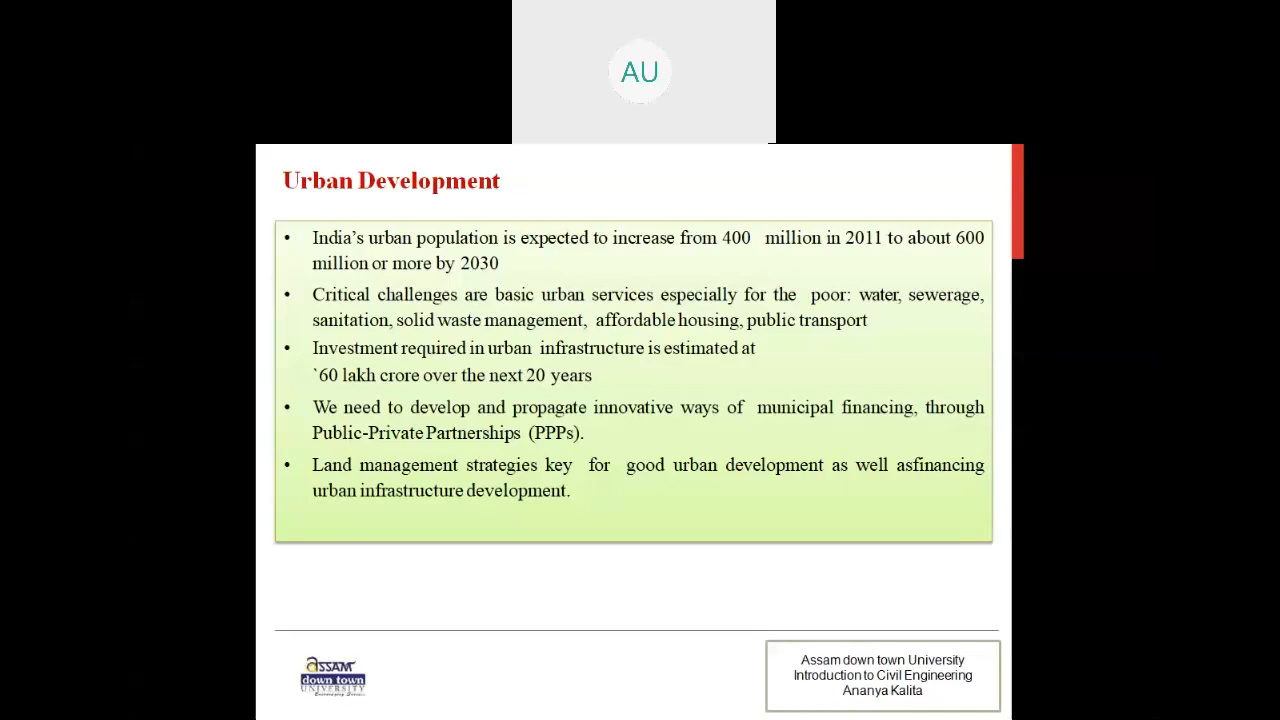 AU
Urban Development
• India’s urban population is expected to increase from 400 million in 2011 to about 600
million or more by 2030
• Critical challenges are basic urban services especially for the poor: water, sewerage,
sanitation, solid waste management, affordable housing, public transport
• Investment required in urban infrastructure is estimated at
`60 lakh crore over the next 20 years
• We need to develop and propagate innovative ways of municipal financing, through
Public-Private Partnerships (PPPs).
• Land management strategies key for good urban development as well asfinancing
urban infrastructure development.
assam
down town
UNIVERSITY
Assam down town University
Introduction to Civil Engineering
Ananya Kalita